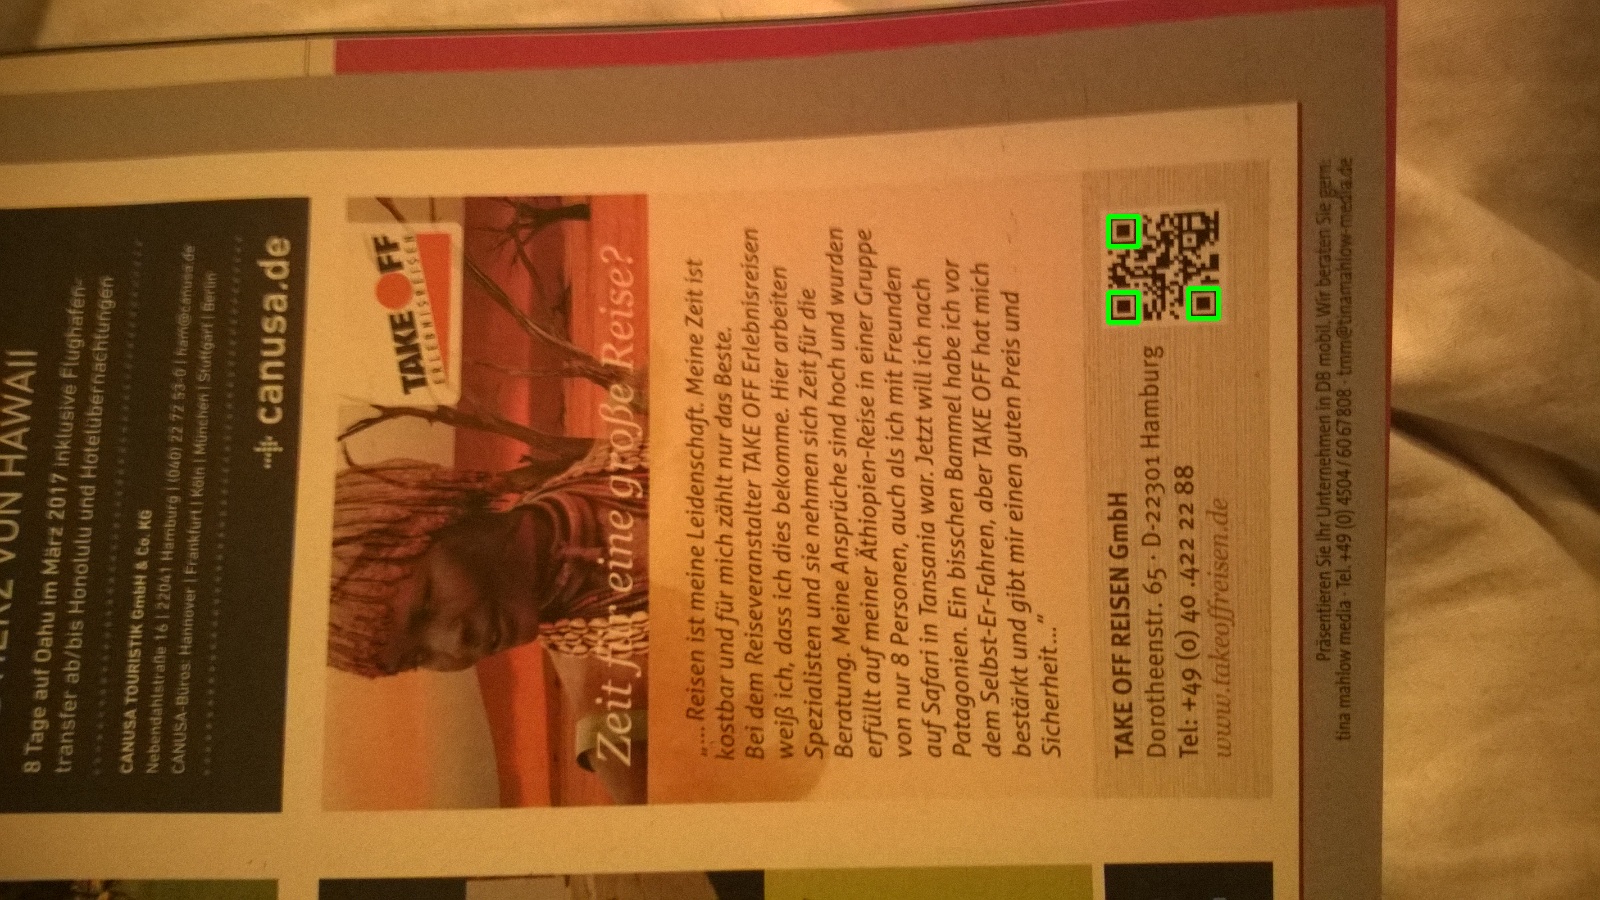 HERZ VON HAWAII
8 Tage auf Oahu im März 2017 inklusive Flughafen-
transfer ab/bis Honolulu und Hotelübernachtungen
CANUSA TOURISTIK GmbH & Co. KG
Nebendahlstraße 16 | 22041 Hamburg | (040) 22 72 53-0 | ham@canusa.de
CANUSA-Büros: Hannover | Frankfurt | Köln | München | Stuttgart | Berlin
canusa.de
TAKE OFF
ERLEBNISREISEN
Zeit für eine große Reise?
„... Reisen ist meine Leidenschaft. Meine Zeit ist
kostbar und für mich zählt nur das Beste.
Bei dem Reiseveranstalter TAKE OFF Erlebnisreisen
weiß ich, dass ich dies bekomme. Hier arbeiten
Spezialisten und sie nehmen sich Zeit für die
Beratung. Meine Ansprüche sind hoch und wurden
erfüllt auf meiner Äthiopien-Reise in einer Gruppe
von nur 8 Personen, auch als ich mit Freunden
auf Safari in Tansania war. Jetzt will ich nach
Patagonien. Ein bisschen Bammel habe ich vor
dem Selbst-Er-Fahren, aber TAKE OFF hat mich
bestärkt und gibt mir einen guten Preis und
Sicherheit...“
TAKE OFF REISEN GmbH
Dorotheenstr. 65 · D-22301 Hamburg
Tel: +49 (0) 40 .422 22 88
www.takeoffreisen.de
Präsentieren Sie Ihr Unternehmen in DB mobil. Wir beraten Sie gern:
tina mahlow media · Tel. +49 (0) 4504 / 60 67 808 · tmm@tinamahlow-media.de